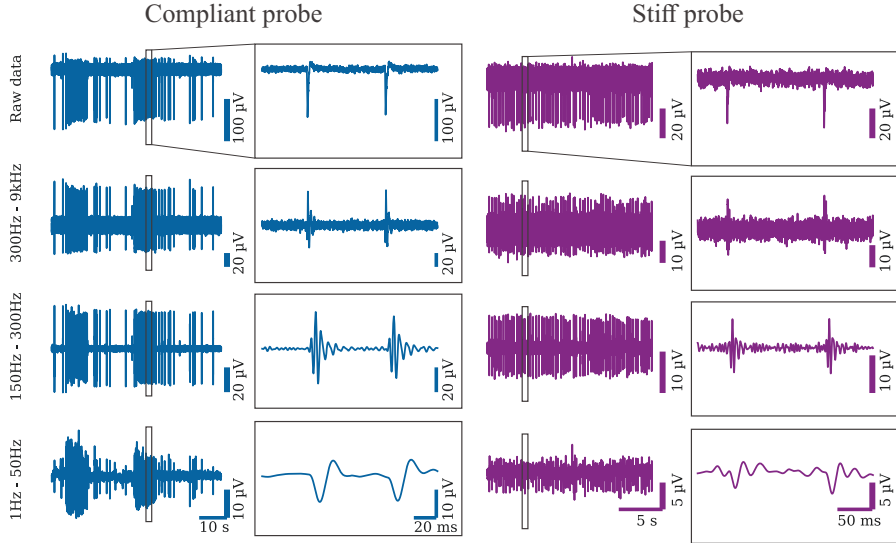 Compliant probe
Stiff probe
Raw data
100 µV
100 µV
20 µV
20 µV
300Hz - 9kHz
20 µV
20 µV
10 µV
10 µV
150Hz - 300Hz
20 µV
20 µV
10 µV
10 µV
1Hz - 50Hz
10 µV
10 s
10 µV
20 ms
5 µV
5 s
5 µV
50 ms